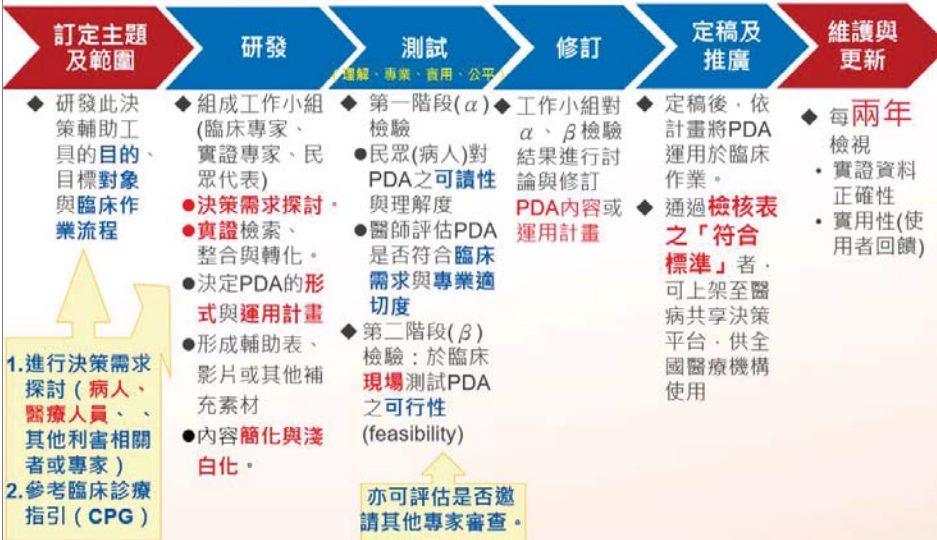 訂定主題
及範圍
研發
測試
(理解、專業、實用、公平)
修訂
定稿及
推廣
維護與
更新
◆ 研發此決
策輔助工
具的目的、
目標對象
與臨床作
業流程
1.進行決策需求
探討（病人、
醫療人員、、
其他利害相關
者或專家）
2.參考臨床診療
指引（CPG）
◆組成工作小組
(臨床專家、
實證專家、民
眾代表)
●決策需求探討。
●實證檢索、
整合與轉化。
●決定PDA的形
式與運用計畫
●形成輔助表、
影片或其他補
充素材
●內容簡化與淺
白化。
◆ 第一階段(α)
檢驗
●民眾(病人)對
PDA之可讀性
與理解度
●醫師評估PDA
是否符合臨床
需求與專業適
切度
◆ 第二階段(β)
檢驗：於臨床
現場測試PDA
之可行性
(feasibility)
亦可評估是否邀
請其他專家審查。
◆ 工作小組對
α、β檢驗
結果進行討
論與修訂
PDA內容或
運用計畫
◆ 定稿後，依
計畫將PDA
運用於臨床
作業。
◆ 通過檢核表
之「符合
標準」者，
可上架至醫
病共享決策
平台，供全
國醫療機構
使用
◆ 每兩年
檢視
• 實證資料
正確性
• 實用性(使
用者回饋)